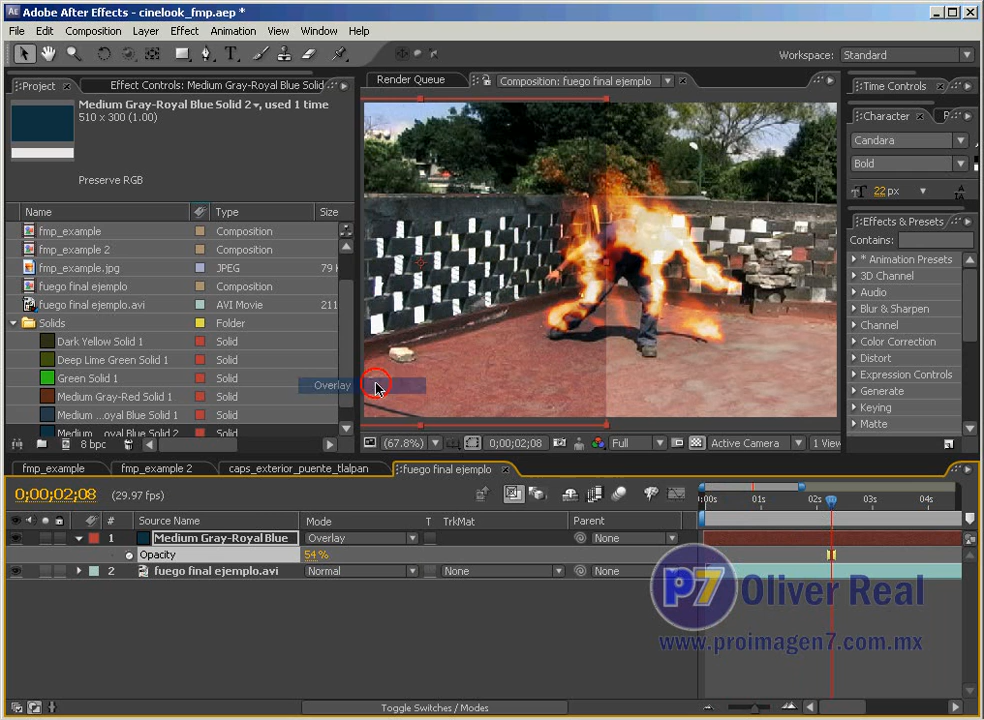 Adobe After Effects - cinelook_fmp.aep *
File Edit Composition Layer Effect Animation View Window Help
Workspace: Standard
Project
Effect Controls: Medium Gray-Royal Blue Solid
Medium Gray-Royal Blue Solid 2, used 1 time
510 x 300 (1.00)
Preserve RGB
Name Type Size
fmp_example Composition
fmp_example 2 Composition
fmp_example.jpg JPEG 79
fuego final ejemplo Composition
fuego final ejemplo.avi AVI Movie 211
Solids Folder
Dark Yellow Solid 1 Solid
Deep Lime Green Solid 1 Solid
Green Solid 1 Solid
Medium Gray-Red Solid 1 Solid
Medium ...oyal Blue Solid 1 Solid
Medium ...oyal Blue Solid 2 Solid
8 bpc
Render Queue
Composition: fuego final ejemplo
Overlay
(67.8%) 0;00;02;08 Full Active Camera 1 View
Time Controls
Character
Candara
Bold
22 px
Effects & Presets
Contains:
* Animation Presets
3D Channel
Audio
Blur & Sharpen
Channel
Color Correction
Distort
Expression Controls
Generate
Keying
Matte
fmp_example
fmp_example 2
caps_exterior_puente_tlalpan
fuego final ejemplo
0;00;02;08 (29.97 fps)
:00s 01s 02s 03s 04s
# Source Name Mode T TrkMat Parent
1 Medium Gray-Royal Blue Overlay None
Opacity 54 %
2 fuego final ejemplo.avi Normal None None
P7 Oliver Real
www.proimagen7.com.mx
Toggle Switches / Modes